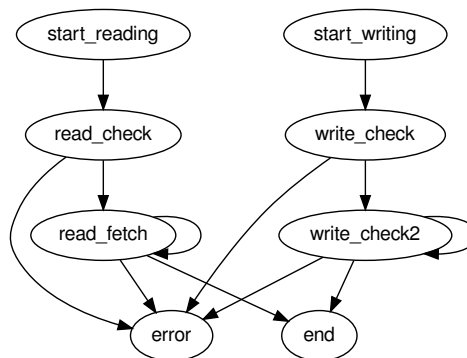 start_reading
start_writing
read_check
write_check
read_fetch
write_check2
error
end